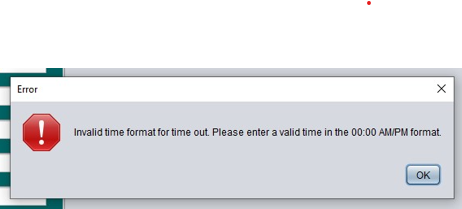 Error
Invalid time format for time out. Please enter a valid time in the 00:00 AM/PM format.
OK